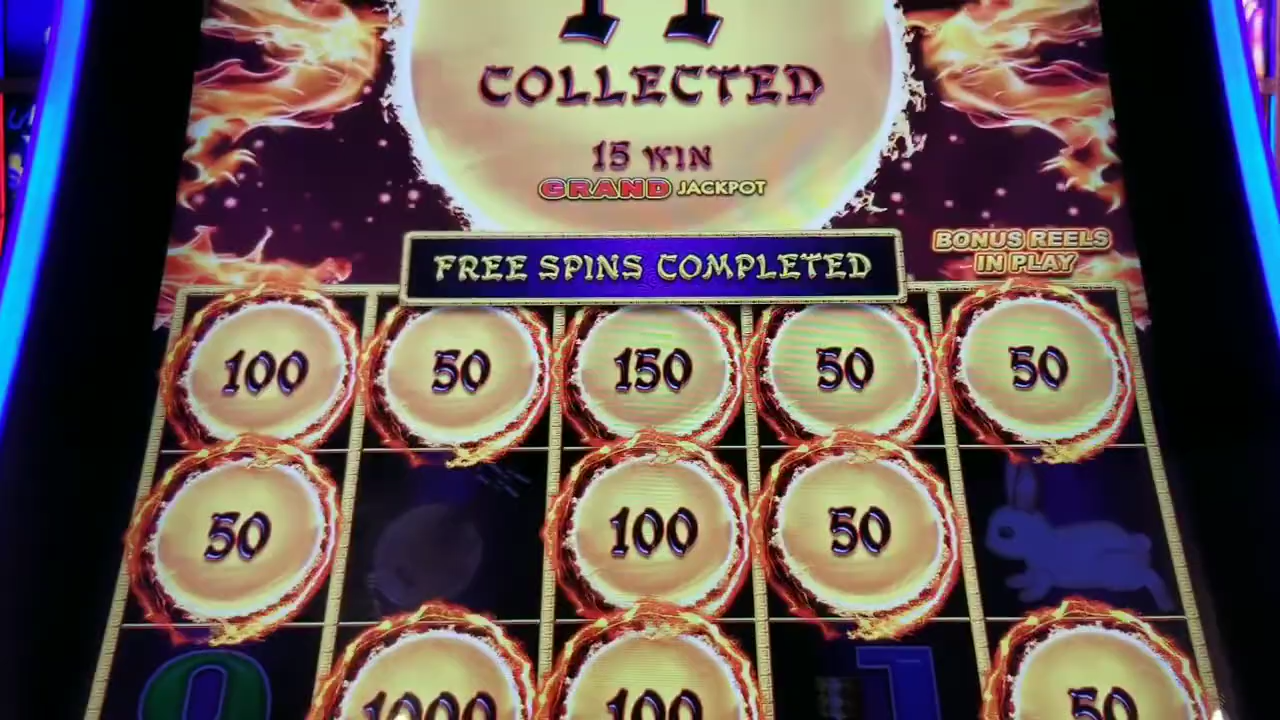 11
COLLECTED
15 WIN
GRAND JACKPOT
BONUS REELS
IN PLAY
FREE SPINS COMPLETED
100 50 150 50 50
50 100 50
1000 100 50